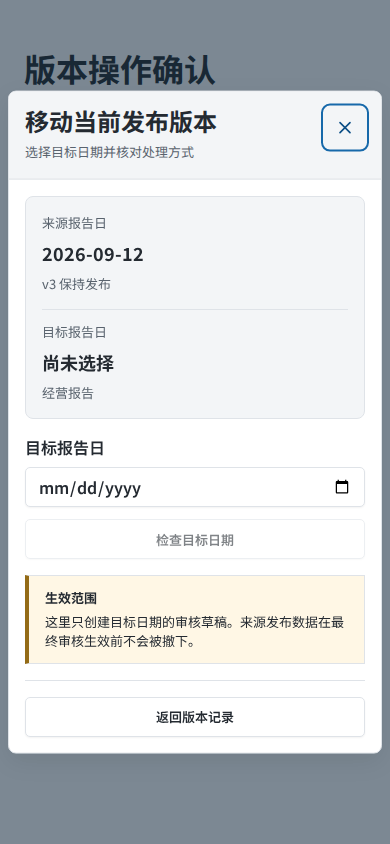 版本操作确认
移动当前发布版本
选择目标日期并核对处理方式
来源报告日
2026-09-12
v3 保持发布
目标报告日
尚未选择
经营报告
目标报告日
mm/dd/yyyy
检查目标日期
生效范围
这里只创建目标日期的审核草稿。来源发布数据在最
终审核生效前不会被撤下。
返回版本记录